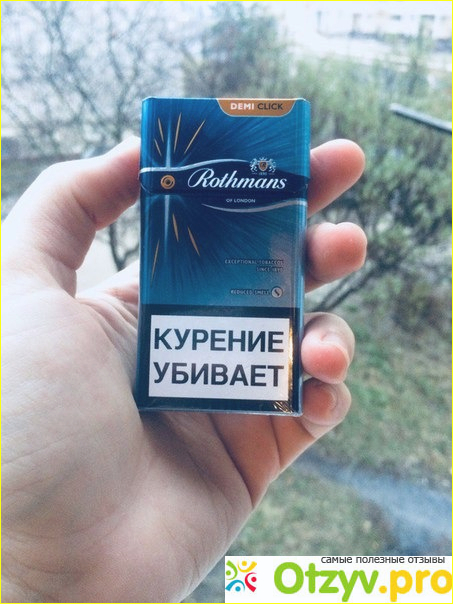 DEMI CLICK
Rothmans
OF LONDON
EXCEPTIONAL TOBACCOS
SINCE 1890
REDUCED SMELL
КУРЕНИЕ
УБИВАЕТ
самые полезные отзывы
Otzyv.pro